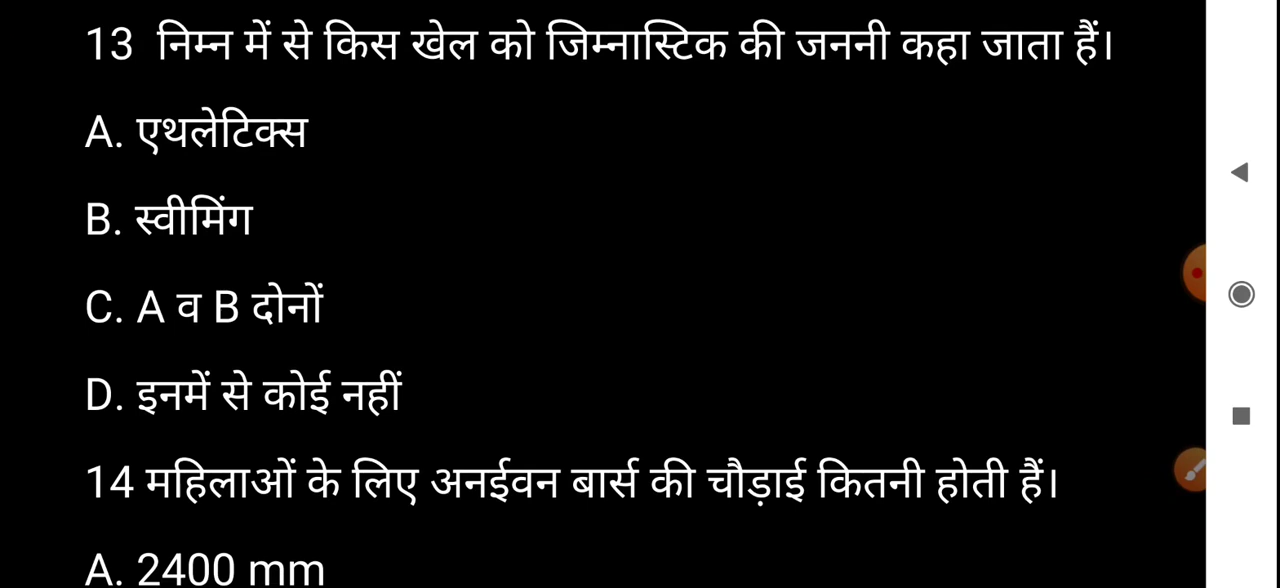 13 निम्न में से किस खेल को जिम्नास्टिक की जननी कहा जाता हैं।
A. एथलेटिक्स
B. स्वीमिंग
C. A व B दोनों
D. इनमें से कोई नहीं
14 महिलाओं के लिए अनईवन बार्स की चौड़ाई कितनी होती हैं।
A. 2400 mm